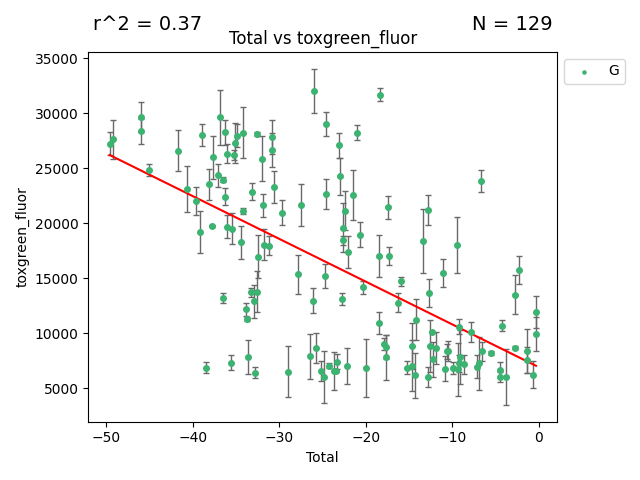 r^2 = 0.37
N = 129
Total vs toxgreen_fluor
35000
30000
25000
20000
15000
10000
5000
toxgreen_fluor
−50
−40
−30
−20
−10
0
Total
G